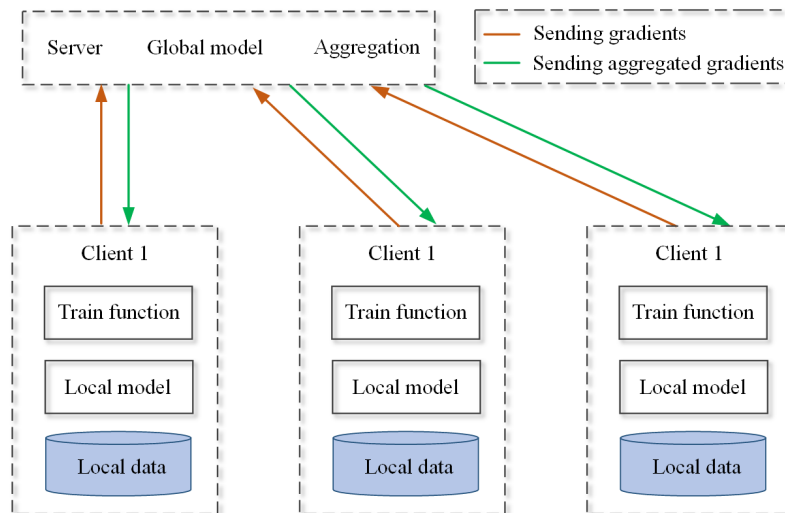 Server Global model Aggregation
Sending gradients
Sending aggregated gradients
Client 1
Train function
Local model
Local data
Client 1
Train function
Local model
Local data
Client 1
Train function
Local model
Local data